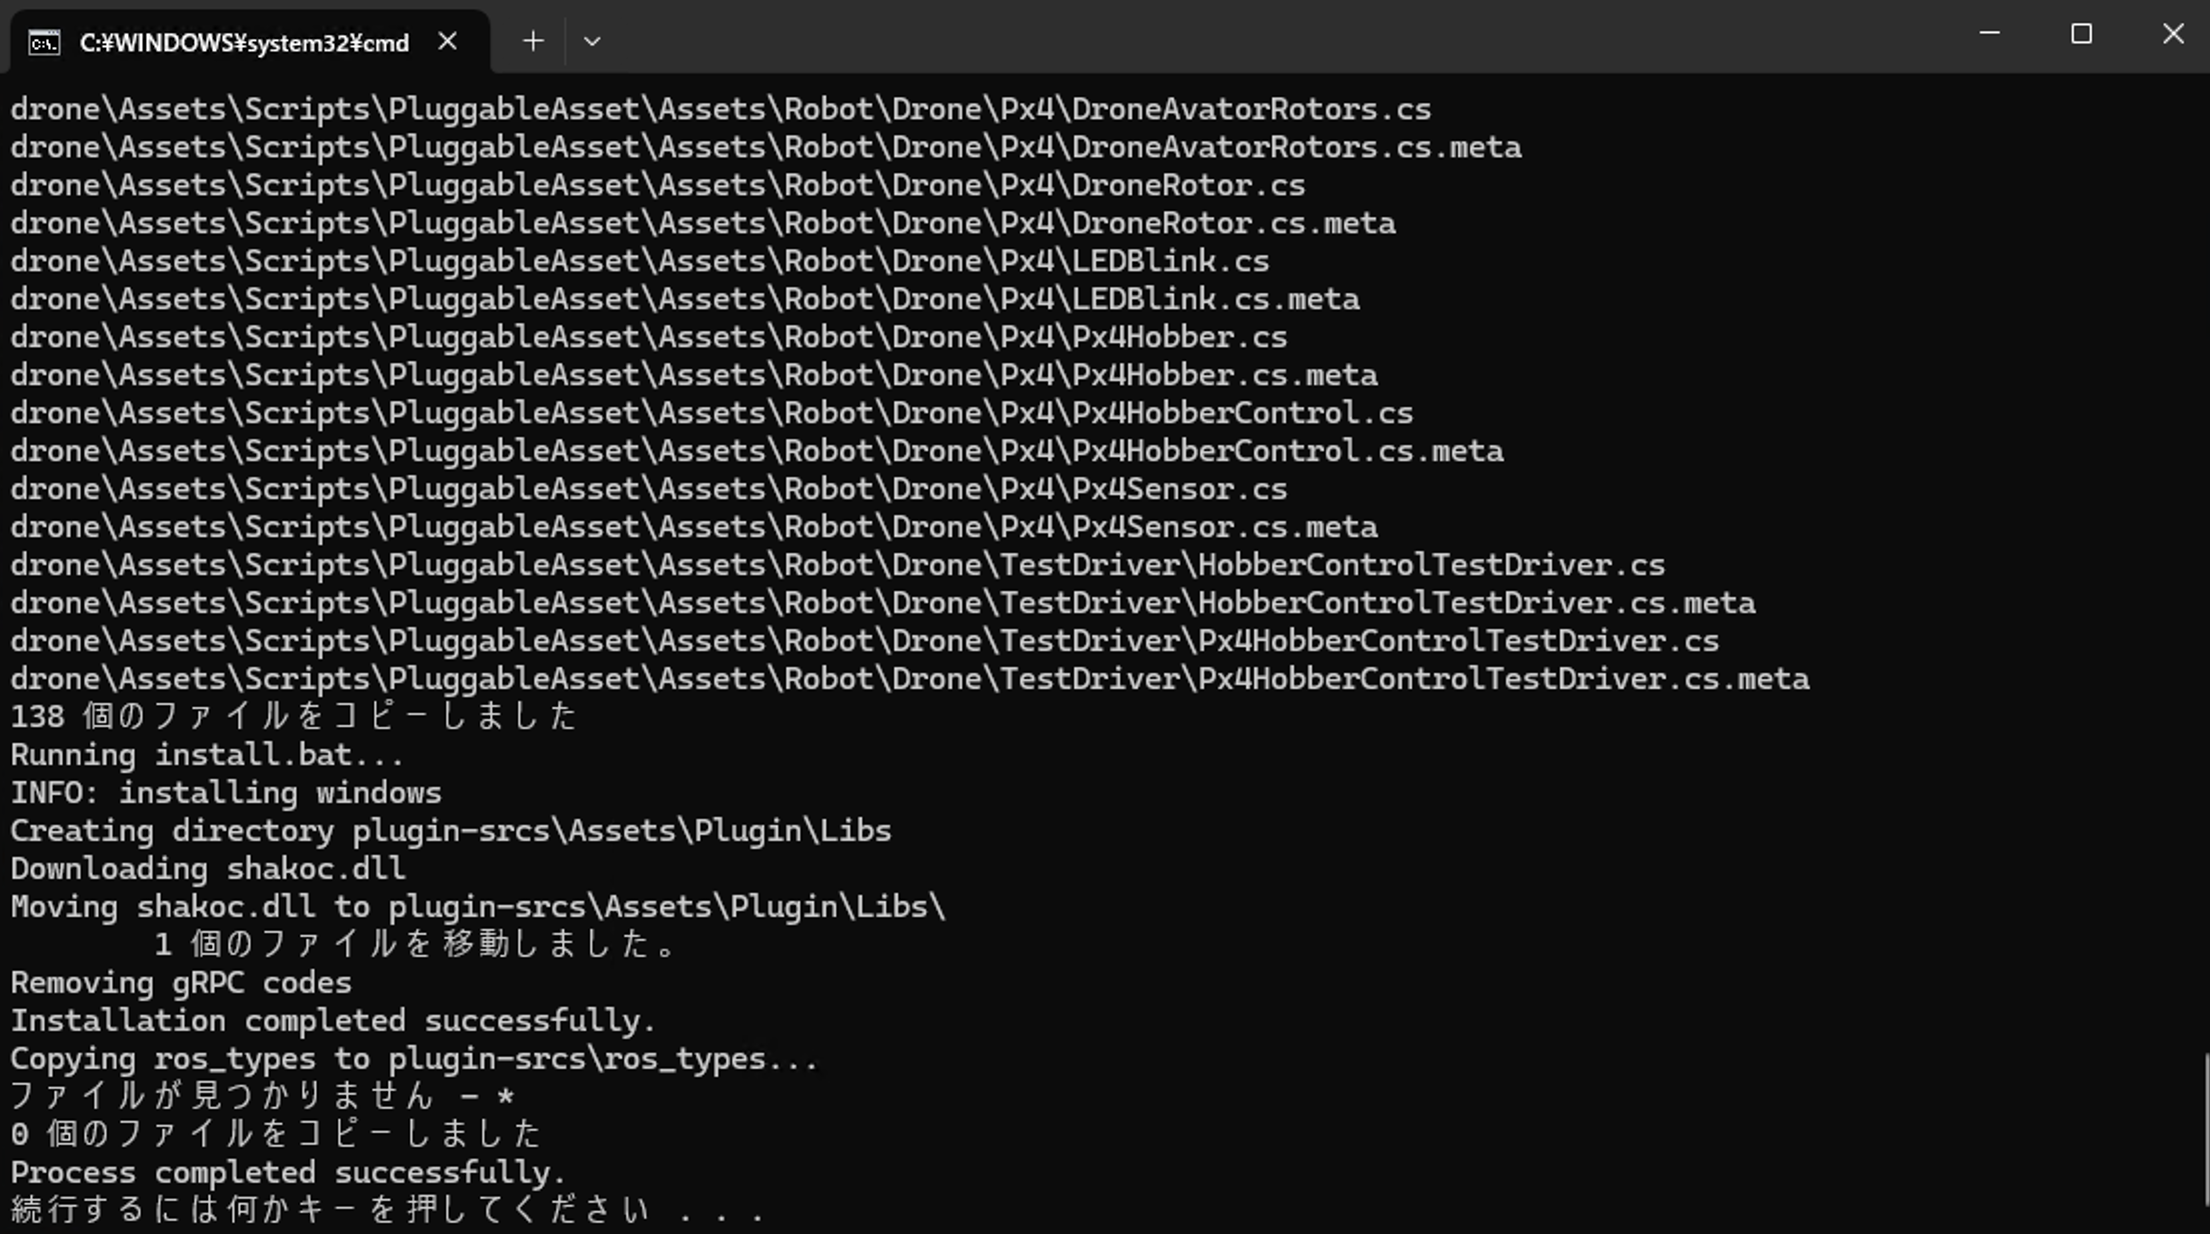 C:¥WINDOWS¥system32¥cmd
drone\Assets\Scripts\PluggableAsset\Assets\Robot\Drone\Px4\DroneAvatorRotors.cs
drone\Assets\Scripts\PluggableAsset\Assets\Robot\Drone\Px4\DroneAvatorRotors.cs.meta
drone\Assets\Scripts\PluggableAsset\Assets\Robot\Drone\Px4\DroneRotor.cs
drone\Assets\Scripts\PluggableAsset\Assets\Robot\Drone\Px4\DroneRotor.cs.meta
drone\Assets\Scripts\PluggableAsset\Assets\Robot\Drone\Px4\LEDBlink.cs
drone\Assets\Scripts\PluggableAsset\Assets\Robot\Drone\Px4\LEDBlink.cs.meta
drone\Assets\Scripts\PluggableAsset\Assets\Robot\Drone\Px4\Px4Hobber.cs
drone\Assets\Scripts\PluggableAsset\Assets\Robot\Drone\Px4\Px4Hobber.cs.meta
drone\Assets\Scripts\PluggableAsset\Assets\Robot\Drone\Px4\Px4HobberControl.cs
drone\Assets\Scripts\PluggableAsset\Assets\Robot\Drone\Px4\Px4HobberControl.cs.meta
drone\Assets\Scripts\PluggableAsset\Assets\Robot\Drone\Px4\Px4Sensor.cs
drone\Assets\Scripts\PluggableAsset\Assets\Robot\Drone\Px4\Px4Sensor.cs.meta
drone\Assets\Scripts\PluggableAsset\Assets\Robot\Drone\TestDriver\HobberControlTestDriver.cs
drone\Assets\Scripts\PluggableAsset\Assets\Robot\Drone\TestDriver\HobberControlTestDriver.cs.meta
drone\Assets\Scripts\PluggableAsset\Assets\Robot\Drone\TestDriver\Px4HobberControlTestDriver.cs
drone\Assets\Scripts\PluggableAsset\Assets\Robot\Drone\TestDriver\Px4HobberControlTestDriver.cs.meta
138 個のファイルをコピーしました
Running install.bat...
INFO: installing windows
Creating directory plugin-srcs\Assets\Plugin\Libs
Downloading shakoc.dll
Moving shakoc.dll to plugin-srcs\Assets\Plugin\Libs\
        1 個のファイルを移動しました。
Removing gRPC codes
Installation completed successfully.
Copying ros_types to plugin-srcs\ros_types...
ファイルが見つかりません - *
0 個のファイルをコピーしました
Process completed successfully.
続行するには何かキーを押してください . . .